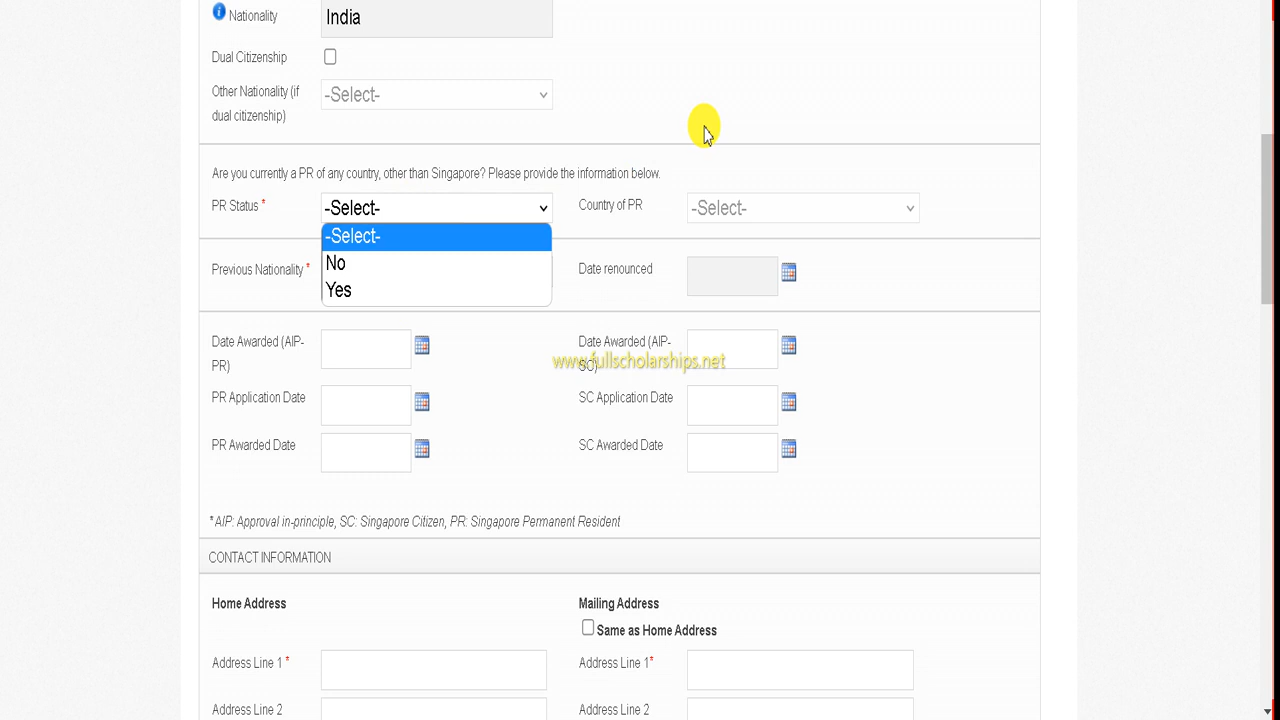 Nationality India
Dual Citizenship
Other Nationality (if -Select-
dual citizenship)
Are you currently a PR of any country, other than Singapore? Please provide the information below.
PR Status * -Select- Country of PR -Select-
-Select-
No
Yes
Previous Nationality * Date renounced
Date Awarded (AIP- Date Awarded (AIP-
PR) SC)
www.fullscholarships.net
PR Application Date SC Application Date
PR Awarded Date SC Awarded Date
* AIP: Approval in-principle, SC: Singapore Citizen, PR: Singapore Permanent Resident
CONTACT INFORMATION
Home Address Mailing Address
Same as Home Address
Address Line 1 * Address Line 1*
Address Line 2 Address Line 2